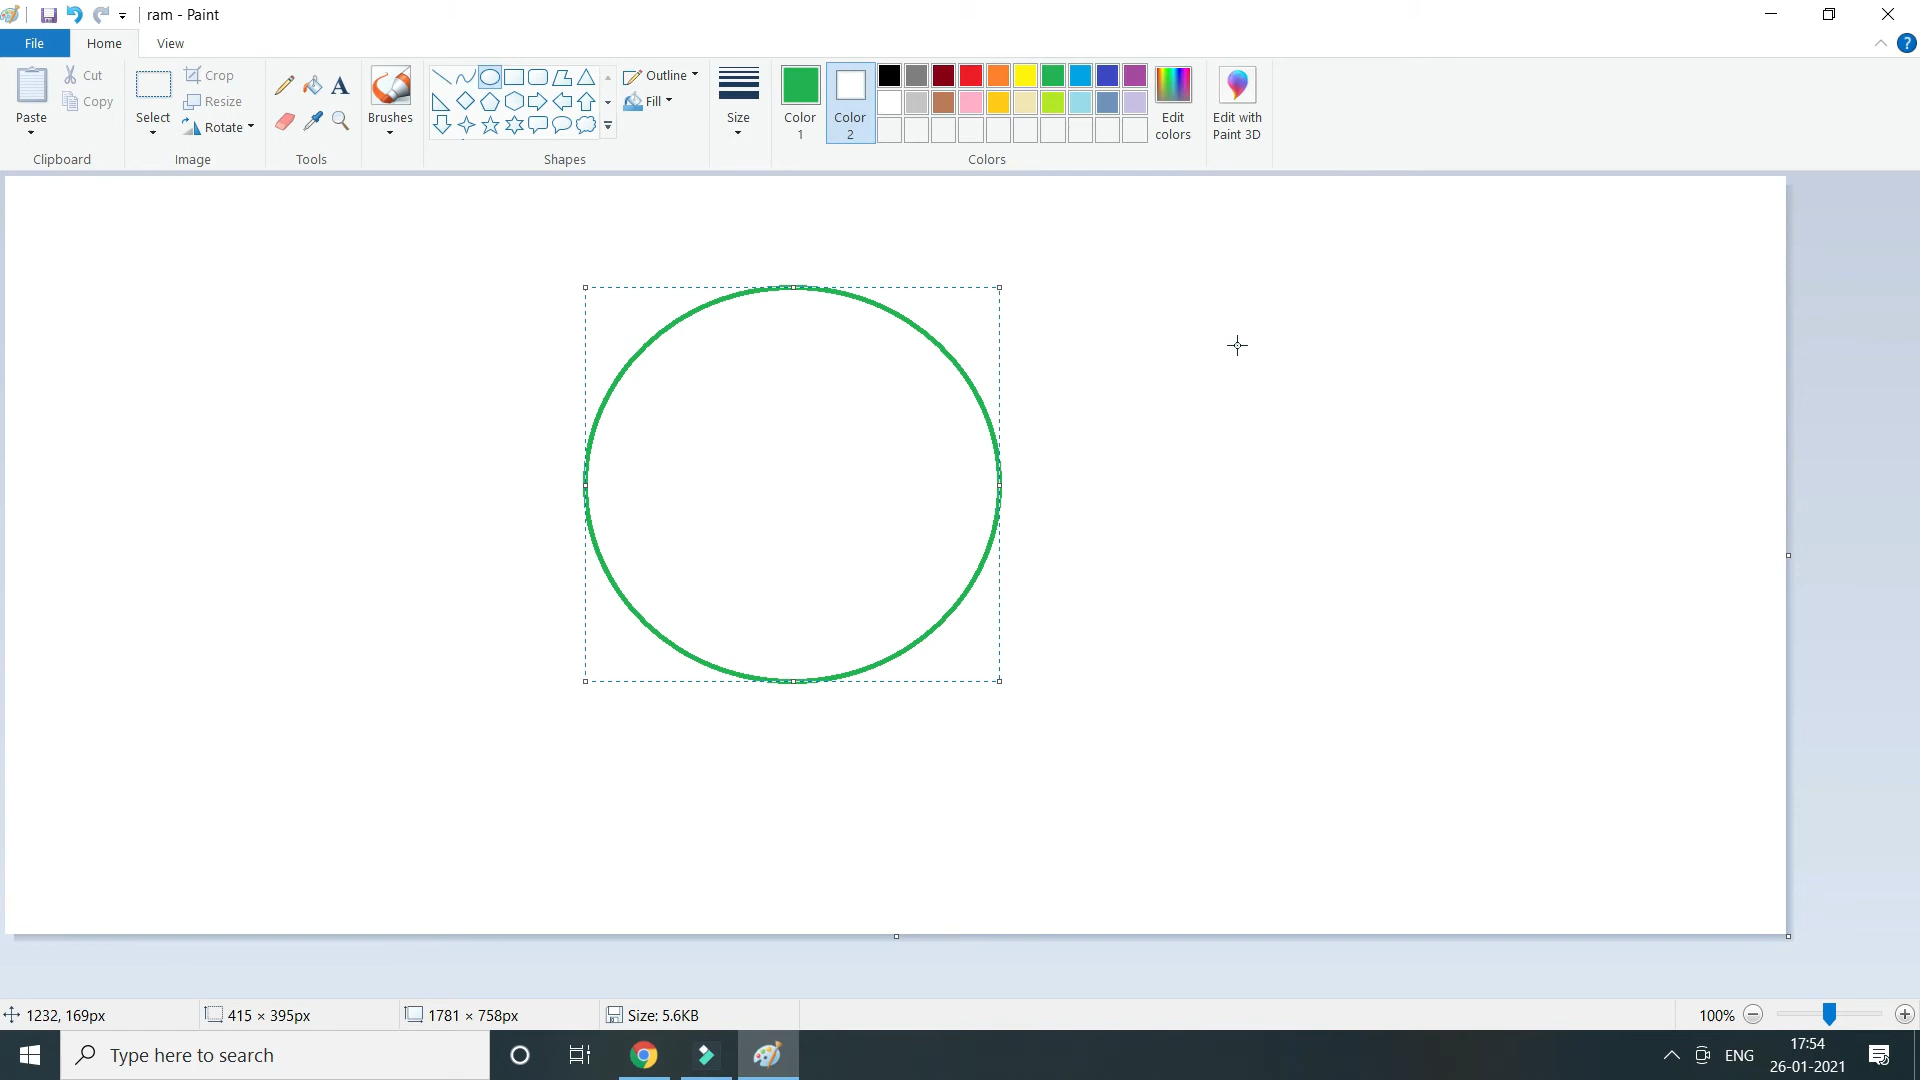 ram - Paint
File Home View
Paste
Cut
Copy
Clipboard
Select
Crop
Resize
Rotate
Image
A
Tools
Brushes
Outline
Fill
Shapes
Size
Color 1
Color 2
Edit colors
Colors
Edit with Paint 3D
?
1232, 169px 415 × 395px 1781 × 758px Size: 5.6KB 100%
Type here to search
ENG
17:54
26-01-2021